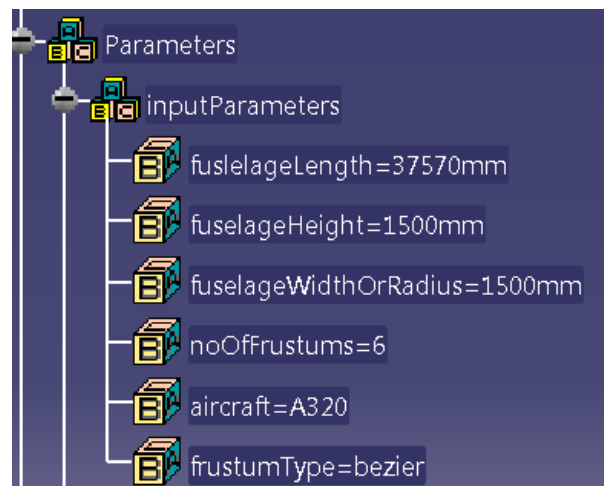 Parameters
inputParameters
fuslelageLength=37570mm
fuselageHeight=1500mm
fuselageWidthOrRadius=1500mm
noOfFrustums=6
aircraft=A320
frustumType=bezier